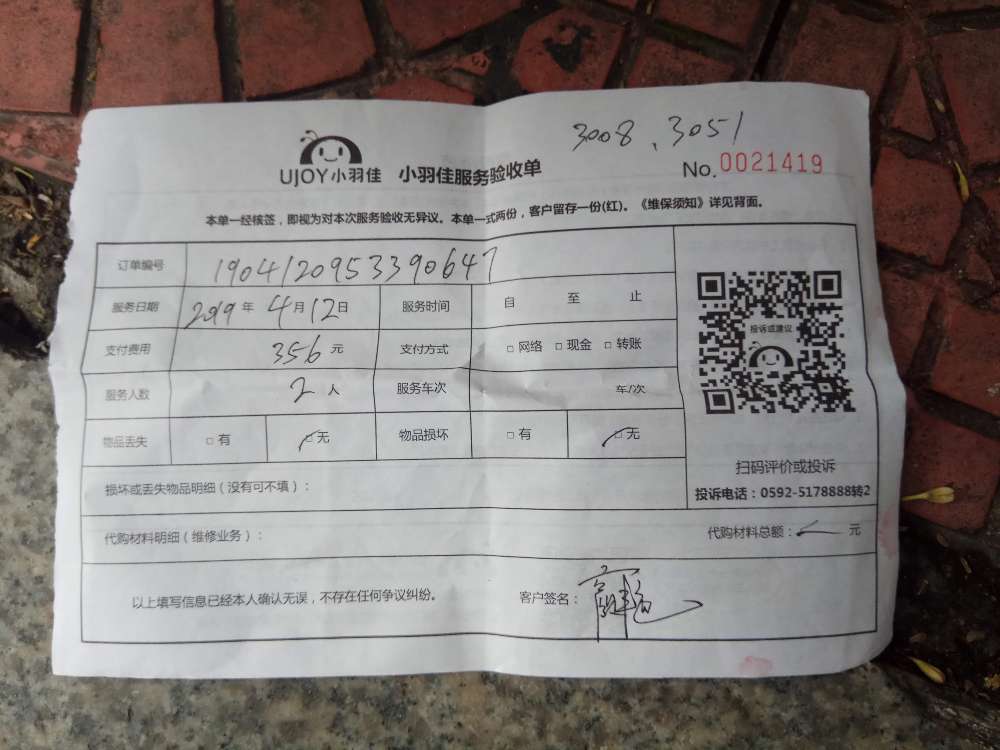 3008、3051
UJOY小羽佳 小羽佳服务验收单 No.0021419
本单一经核签，即视为对本次服务验收无异议。本单一式两份，客户留存一份(红)。《维保须知》详见背面。
订单编号 1904120953390647
服务日期 2019年4月12日 服务时间 自 至 止
支付费用 356元 支付方式 □网络 □现金 □转账
服务人数 2人 服务车次 车/次
物品丢失 □有 □无 物品损坏 □有 □无
投诉或建议
扫码评价或投诉
投诉电话：0592-5178888转2
损坏或丢失物品明细（没有可不填）：
代购材料明细（维修业务）： 代购材料总额： 元
以上填写信息已经本人确认无误，不存在任何争议纠纷。 客户签名：